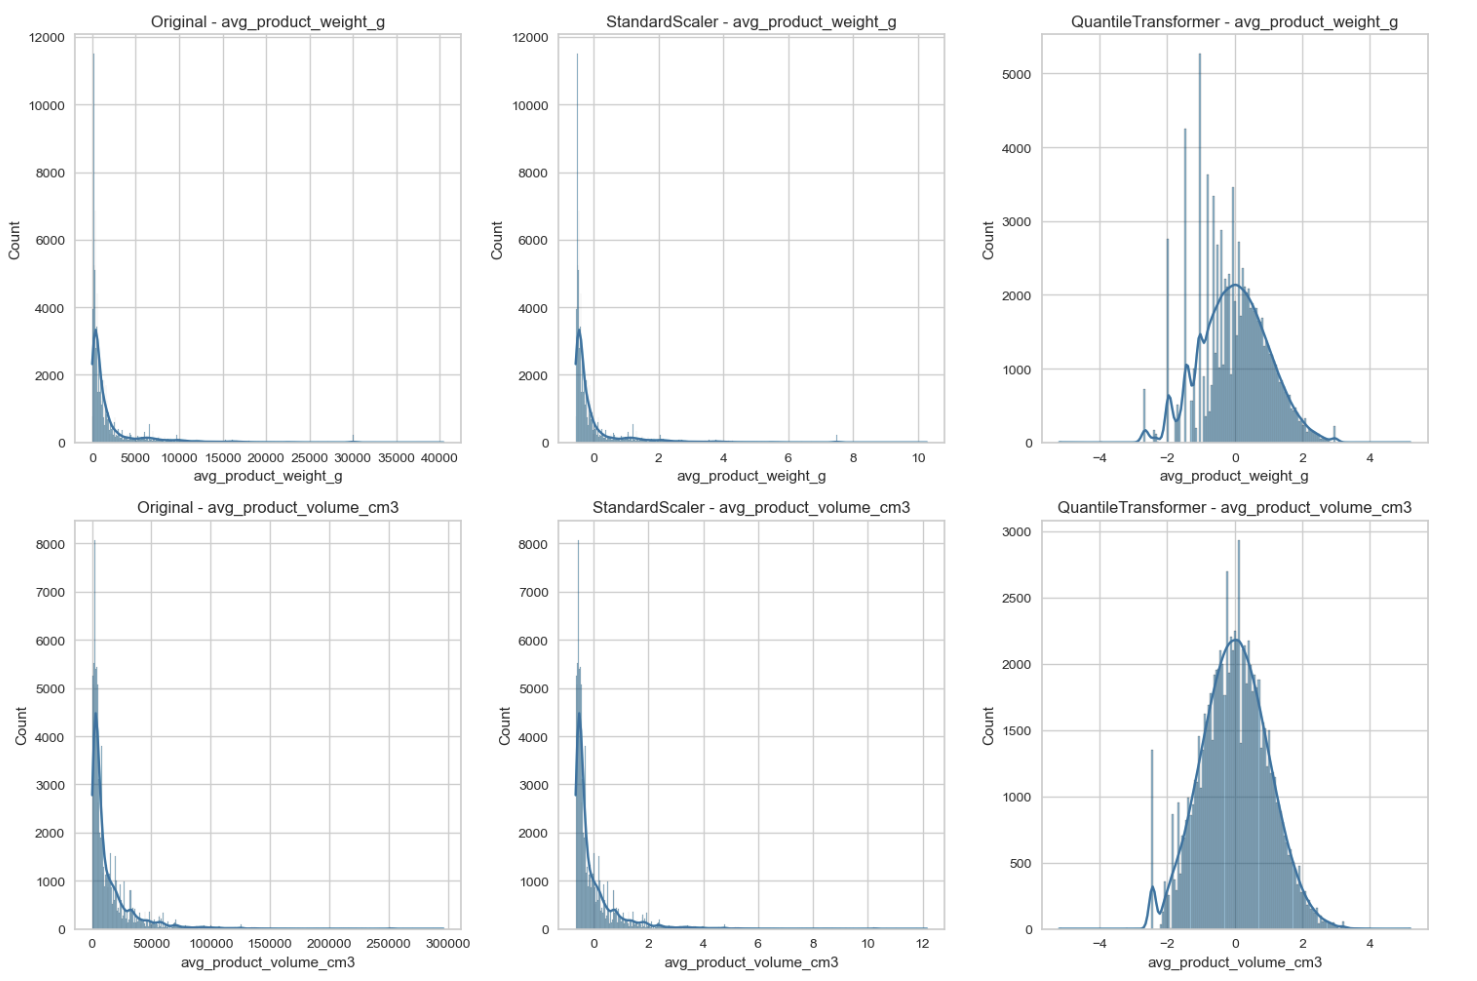 Original - avg_product_weight_g
StandardScaler - avg_product_weight_g
QuantileTransformer - avg_product_weight_g
12000
10000
8000
6000
4000
2000
0
Count
0 5000 10000 15000 20000 25000 30000 35000 40000
avg_product_weight_g
12000
10000
8000
6000
4000
2000
0
Count
0 2 4 6 8 10
avg_product_weight_g
5000
4000
3000
2000
1000
0
Count
−4 −2 0 2 4
avg_product_weight_g
Original - avg_product_volume_cm3
StandardScaler - avg_product_volume_cm3
QuantileTransformer - avg_product_volume_cm3
8000
7000
6000
5000
4000
3000
2000
1000
0
Count
0 50000 100000 150000 200000 250000 300000
avg_product_volume_cm3
8000
7000
6000
5000
4000
3000
2000
1000
0
Count
0 2 4 6 8 10 12
avg_product_volume_cm3
3000
2500
2000
1500
1000
500
0
Count
−4 −2 0 2 4
avg_product_volume_cm3